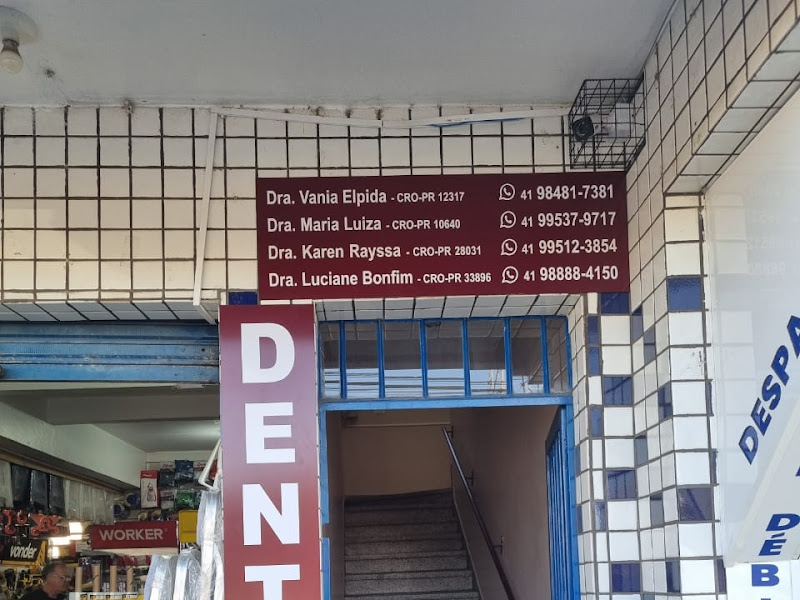 Dra. Vania Elpida - CRO-PR 12317 41 98481-7381
Dra. Maria Luiza - CRO-PR 10640 41 99537-9717
Dra. Karen Rayssa - CRO-PR 28031 41 99512-3854
Dra. Luciane Bonfim - CRO-PR 33896 41 98888-4150
DENT
WORKER
vonder
DESPA
DÉB